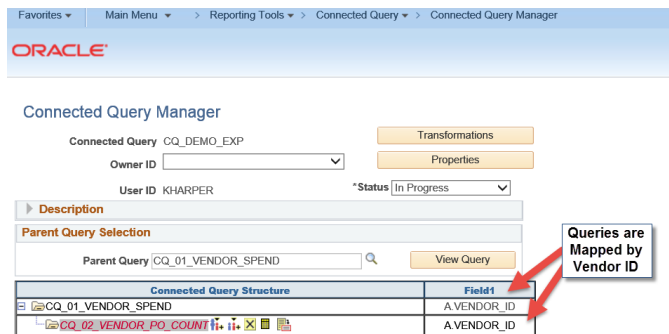 Favorites Main Menu > Reporting Tools > Connected Query > Connected Query Manager
ORACLE
Connected Query Manager
Connected Query CQ_DEMO_EXP Transformations
Owner ID Properties
User ID KHARPER *Status In Progress
Description
Parent Query Selection
Parent Query CQ_01_VENDOR_SPEND View Query
Queries are
Mapped by
Vendor ID
Connected Query Structure Field1
CQ_01_VENDOR_SPEND A.VENDOR_ID
CQ_02_VENDOR_PO_COUNT A.VENDOR_ID